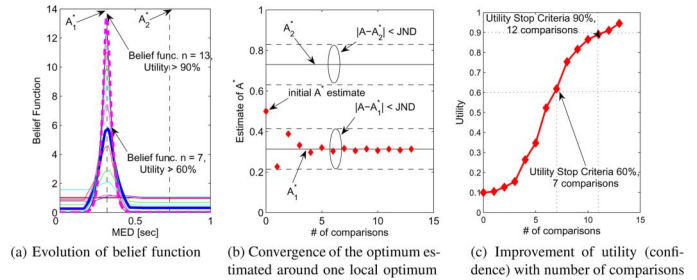 14
12
10
8
6
4
2
0
0
0.5
1
Belief Function
MED [sec]
A1*
A2*
Belief func. n = 13,
Utility > 90%
Belief func. n = 7,
Utility > 60%
(a) Evolution of belief function
1
0.8
0.6
0.4
0.2
0
0
5
10
15
Estimate of A*
# of comparisons
A2*
|A−A2*| < JND
initial A* estimate
|A−A1*| < JND
A1*
(b) Convergence of the optimum es-
timated around one local optimum
1
0.9
0.8
0.7
0.6
0.5
0.4
0.3
0.2
0.1
0
0
5
10
15
Utility
# of comparisons
Utility Stop Criteria 90%,
12 comparisons
Utility Stop Criteria 60%,
7 comparisons
(c) Improvement of utility (confi-
dence) with number of comparisons